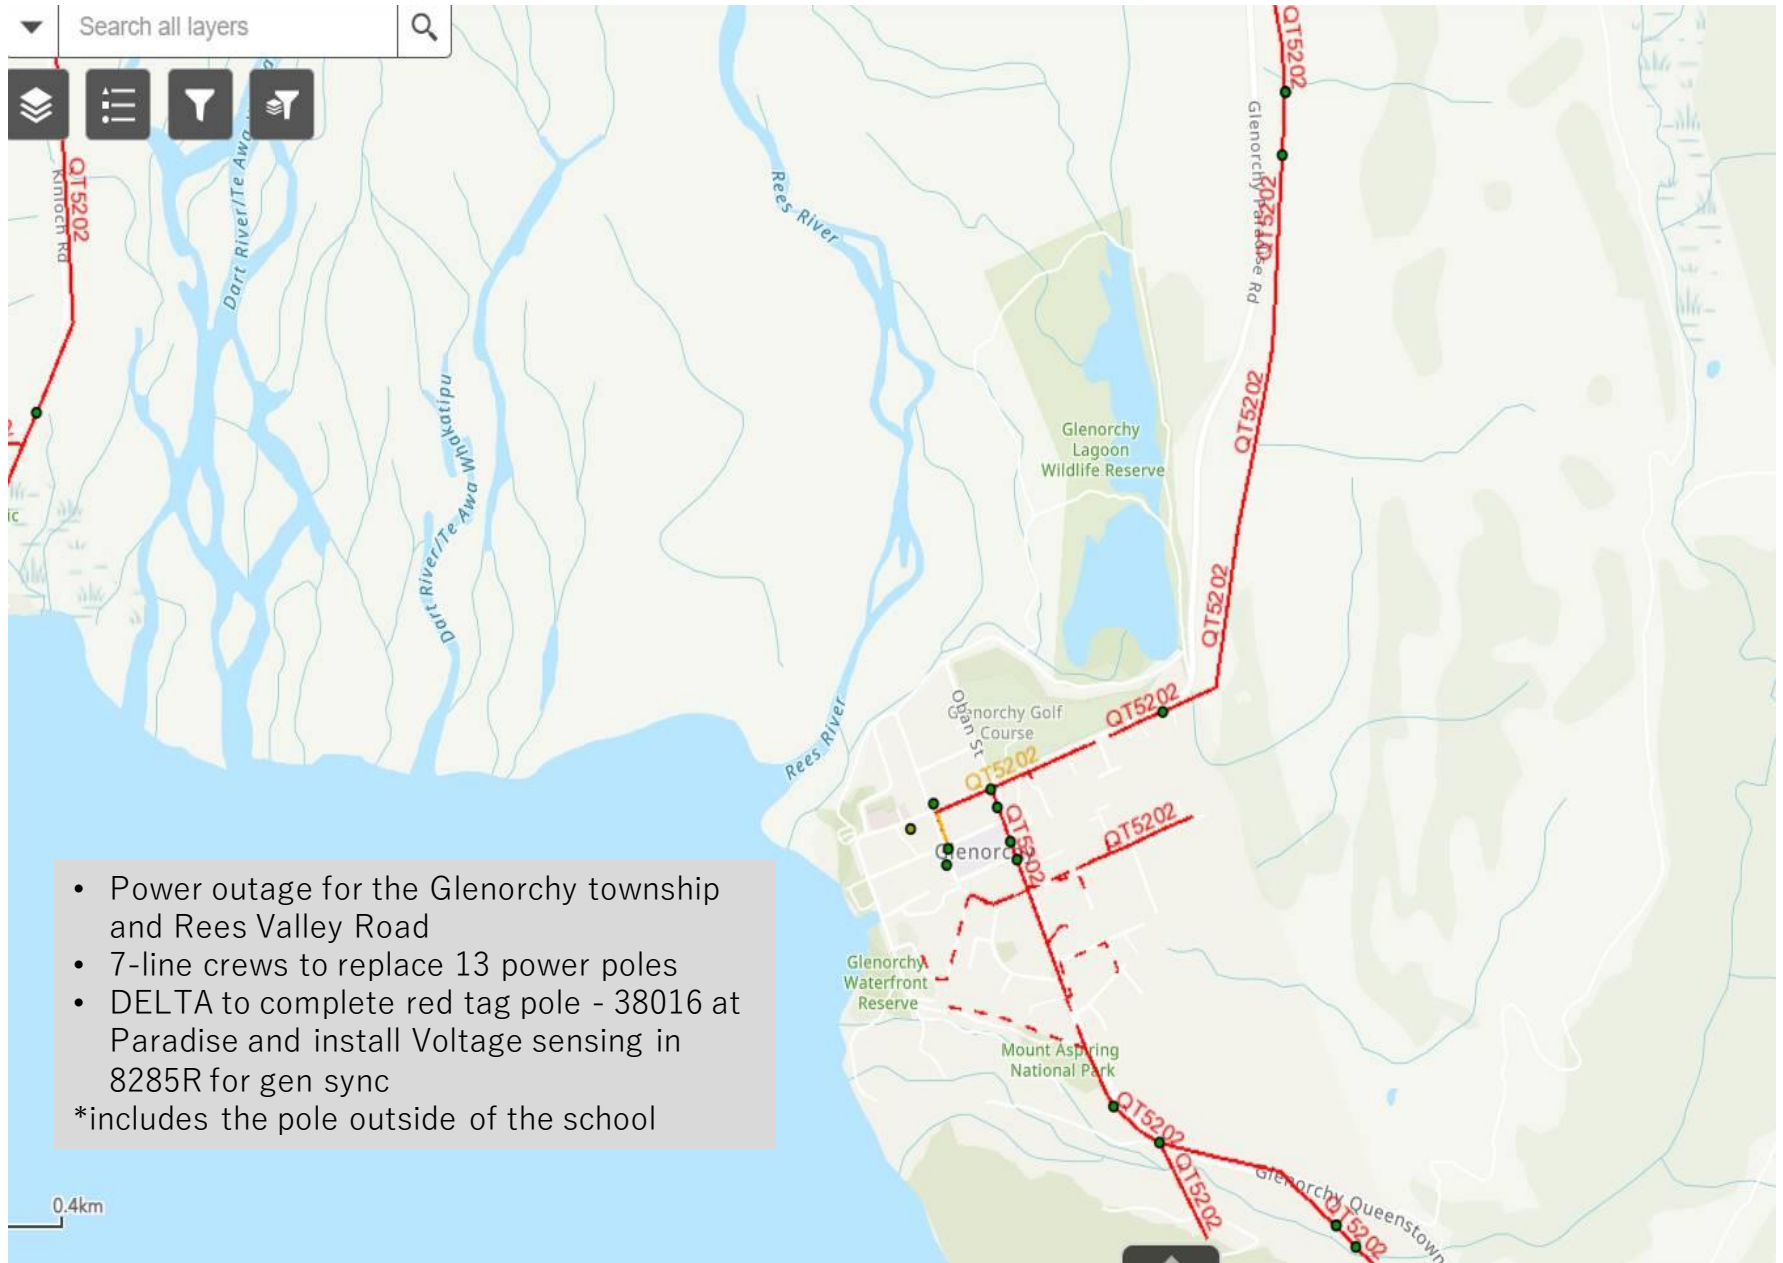 Search all layers
QT5202
QT5202
Kinloch Rd
Dart River/Te Awa
Rees River
Glenorchy Paradise Rd
QT5202
QT5202
Dart River/Te Awa Whakatipu
Glenorchy
Lagoon
Wildlife Reserve
QT5202
ic
QT5202
Oban St
Glenorchy Golf
Course
QT5202
Rees River
QT5202
QT5202
QT5202
Glenorchy
• Power outage for the Glenorchy township
and Rees Valley Road
• 7-line crews to replace 13 power poles
• DELTA to complete red tag pole - 38016 at
Paradise and install Voltage sensing in
8285R for gen sync
*includes the pole outside of the school
Glenorchy
Waterfront
Reserve
Mount Aspiring
National Park
QT5202
QT5202
Glenorchy Queenstown
QT5202
0.4km